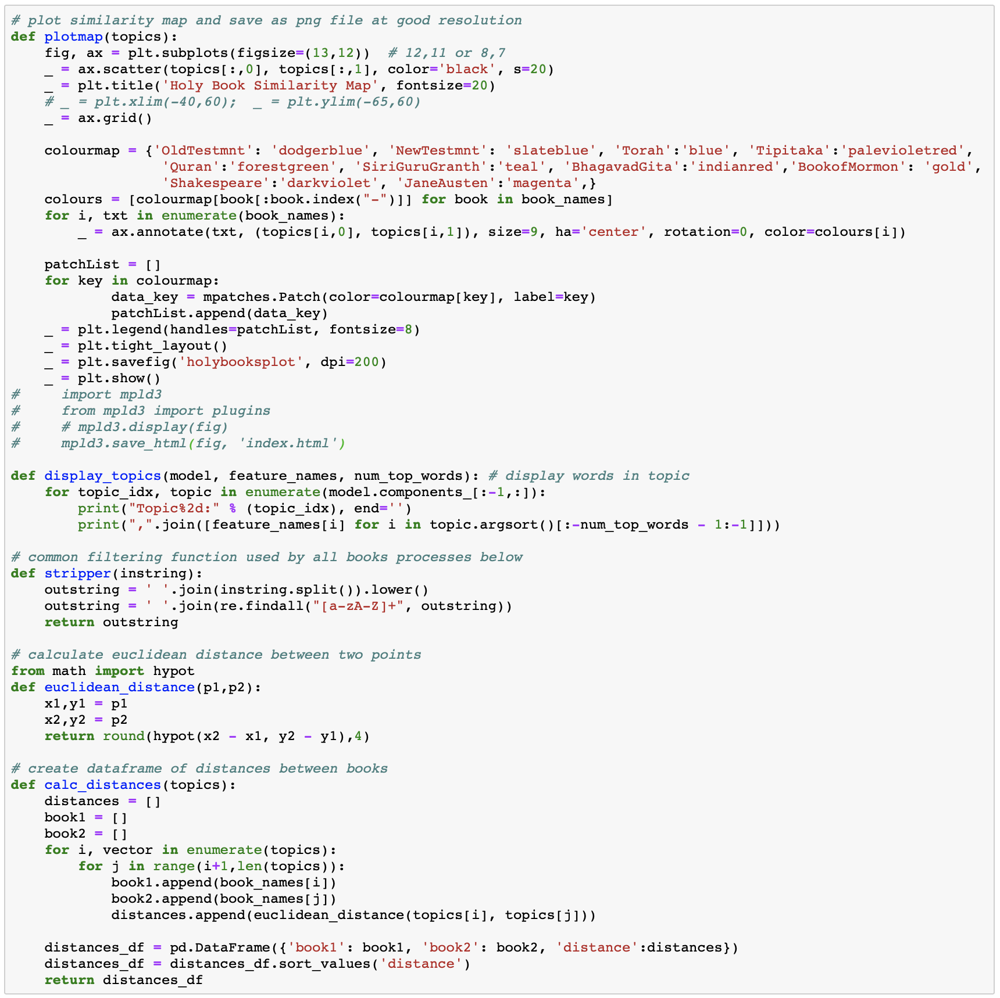 # plot similarity map and save as png file at good resolution
def plotmap(topics):
    fig, ax = plt.subplots(figsize=(13,12))  # 12,11 or 8,7
    _ = ax.scatter(topics[:,0], topics[:,1], color='black', s=20)
    _ = plt.title('Holy Book Similarity Map', fontsize=20)
    # _ = plt.xlim(-40,60);  _ = plt.ylim(-65,60)
    _ = ax.grid()

    colourmap = {'OldTestmnt': 'dodgerblue', 'NewTestmnt': 'slateblue', 'Torah':'blue', 'Tipitaka':'palevioletred',
                  'Quran':'forestgreen', 'SiriGuruGranth':'teal', 'BhagavadGita':'indianred','BookofMormon': 'gold',
                  'Shakespeare':'darkviolet', 'JaneAusten':'magenta',}
    colours = [colourmap[book[:book.index("-")]] for book in book_names]
    for i, txt in enumerate(book_names):
        _ = ax.annotate(txt, (topics[i,0], topics[i,1]), size=9, ha='center', rotation=0, color=colours[i])

    patchList = []
    for key in colourmap:
            data_key = mpatches.Patch(color=colourmap[key], label=key)
            patchList.append(data_key)
    _ = plt.legend(handles=patchList, fontsize=8)
    _ = plt.tight_layout()
    _ = plt.savefig('holybooksplot', dpi=200)
    _ = plt.show()
#     import mpld3
#     from mpld3 import plugins
#     # mpld3.display(fig)
#     mpld3.save_html(fig, 'index.html')

def display_topics(model, feature_names, num_top_words): # display words in topic
    for topic_idx, topic in enumerate(model.components_[:-1,:]):
        print("Topic%2d:" % (topic_idx), end='')
        print(",".join([feature_names[i] for i in topic.argsort()[:-num_top_words - 1:-1]]))

# common filtering function used by all books processes below
def stripper(instring):
    outstring = ' '.join(instring.split()).lower()
    outstring = ' '.join(re.findall("[a-zA-Z]+", outstring))
    return outstring

# calculate euclidean distance between two points
from math import hypot
def euclidean_distance(p1,p2):
    x1,y1 = p1
    x2,y2 = p2
    return round(hypot(x2 - x1, y2 - y1),4)

# create dataframe of distances between books
def calc_distances(topics):
    distances = []
    book1 = []
    book2 = []
    for i, vector in enumerate(topics):
        for j in range(i+1,len(topics)):
            book1.append(book_names[i])
            book2.append(book_names[j])
            distances.append(euclidean_distance(topics[i], topics[j]))

    distances_df = pd.DataFrame({'book1': book1, 'book2': book2, 'distance':distances})
    distances_df = distances_df.sort_values('distance')
    return distances_df